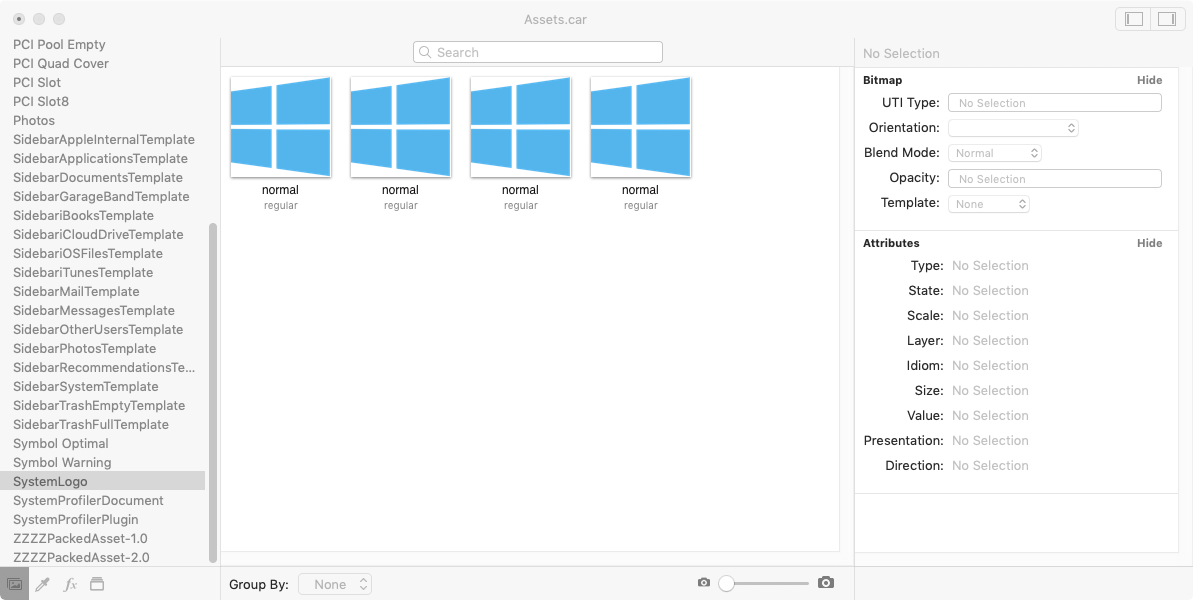 Assets.car
PCI Pool Empty
PCI Quad Cover
PCI Slot
PCI Slot8
Photos
SidebarAppleInternalTemplate
SidebarApplicationsTemplate
SidebarDocumentsTemplate
SidebarGarageBandTemplate
SidebariBooksTemplate
SidebariCloudDriveTemplate
SidebariOSFilesTemplate
SidebariTunesTemplate
SidebarMailTemplate
SidebarMessagesTemplate
SidebarOtherUsersTemplate
SidebarPhotosTemplate
SidebarRecommendationsTe...
SidebarSystemTemplate
SidebarTrashEmptyTemplate
SidebarTrashFullTemplate
Symbol Optimal
Symbol Warning
SystemLogo
SystemProfilerDocument
SystemProfilerPlugin
ZZZZPackedAsset-1.0
ZZZZPackedAsset-2.0
fx
Search
normal normal normal normal
regular regular regular regular
Group By: None
No Selection
Bitmap Hide
UTI Type: No Selection
Orientation:
Blend Mode: Normal
Opacity: No Selection
Template: None
Attributes Hide
Type: No Selection
State: No Selection
Scale: No Selection
Layer: No Selection
Idiom: No Selection
Size: No Selection
Value: No Selection
Presentation: No Selection
Direction: No Selection